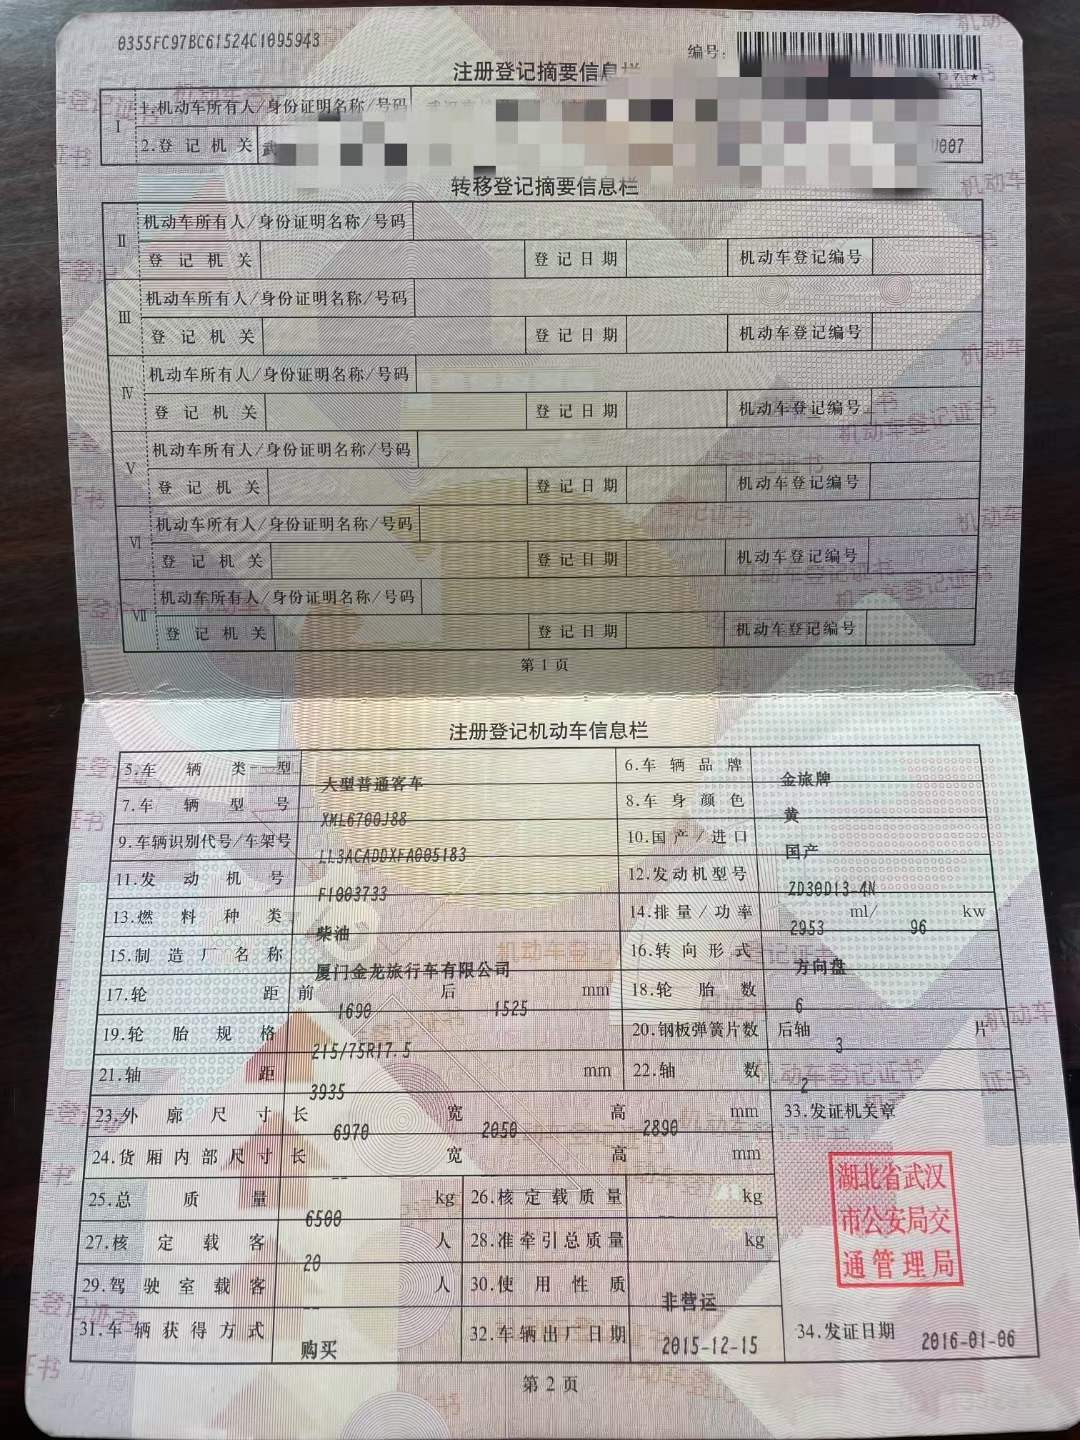 0355FC97BC61524C1095943
编号:
注册登记摘要信息栏
Ⅰ 1.机动车所有人/身份证明名称/号码
2.登记机关 武 007
转移登记摘要信息栏
Ⅱ 机动车所有人/身份证明名称/号码
登记机关 登记日期 机动车登记编号
Ⅲ 机动车所有人/身份证明名称/号码
登记机关 登记日期 机动车登记编号
Ⅳ 机动车所有人/身份证明名称/号码
登记机关 登记日期 机动车登记编号
Ⅴ 机动车所有人/身份证明名称/号码
登记机关 登记日期 机动车登记编号
Ⅵ 机动车所有人/身份证明名称/号码
登记机关 登记日期 机动车登记编号
Ⅶ 机动车所有人/身份证明名称/号码
登记机关 登记日期 机动车登记编号
第1页
注册登记机动车信息栏
5.车辆类型 大型普通客车 6.车辆品牌 金旅牌
7.车辆型号 XML6700J88 8.车身颜色 黄
9.车辆识别代号/车架号 LL3ACADDXFA005183 10.国产/进口 国产
11.发动机号 F1003733 12.发动机型号 ZD30D13-4N
13.燃料种类 柴油 14.排量/功率 2953 ml/ 96 kw
15.制造厂名称 厦门金龙旅行车有限公司 16.转向形式 方向盘
17.轮距 前 1690 后 1525 mm 18.轮胎数 6
19.轮胎规格 215/75R17.5 20.钢板弹簧片数 后轴 3 片
21.轴距 3935 mm 22.轴数 2
23.外廓尺寸 长 6970 宽 2050 高 2890 mm 33.发证机关章
24.货厢内部尺寸 长 -- 宽 高 mm
湖北省武汉
市公安局交
通管理局
25.总质量 6500 kg 26.核定载质量 -- kg
27.核定载客 20 人 28.准牵引总质量 kg
29.驾驶室载客 -- 人 30.使用性质 非营运
31.车辆获得方式 购买 32.车辆出厂日期 2015-12-15 34.发证日期 2016-01-06
第2页